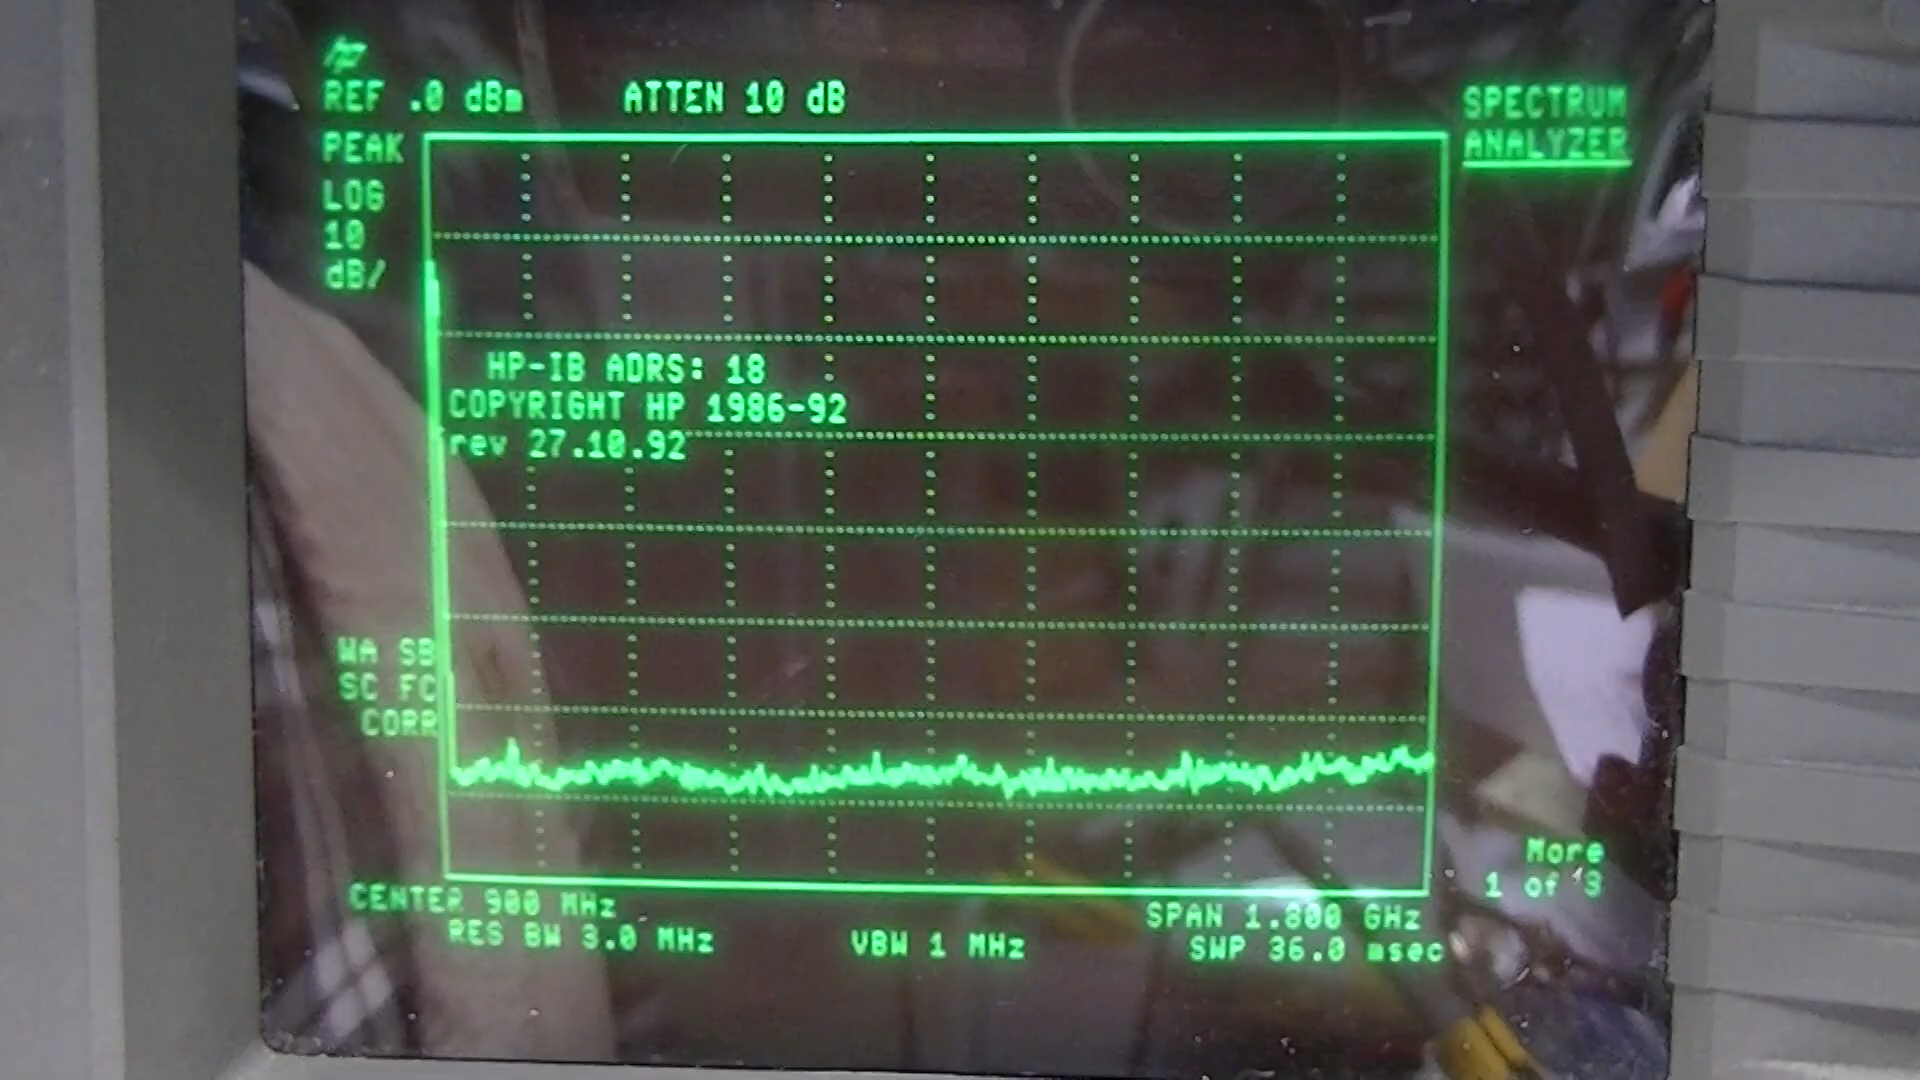 hp
REF .0 dBm ATTEN 10 dB
SPECTRUM
ANALYZER
PEAK
LOG
10
dB/
HP-IB ADRS: 18
COPYRIGHT HP 1986-92
rev 27.10.92
WA SB
SC FC
CORR
More
1 of 3
CENTER 900 MHz SPAN 1.800 GHz
RES BW 3.0 MHz VBW 1 MHz SWP 36.0 msec